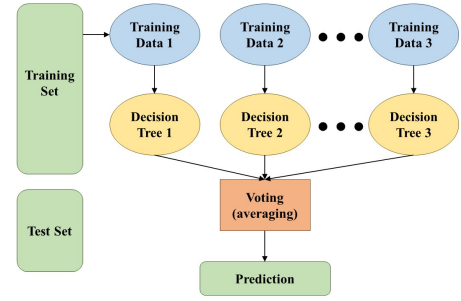 Training
Set
Training
Data 1
Training
Data 2
Training
Data 3
Decision
Tree 1
Decision
Tree 2
Decision
Tree 3
Test Set
Voting
(averaging)
Prediction